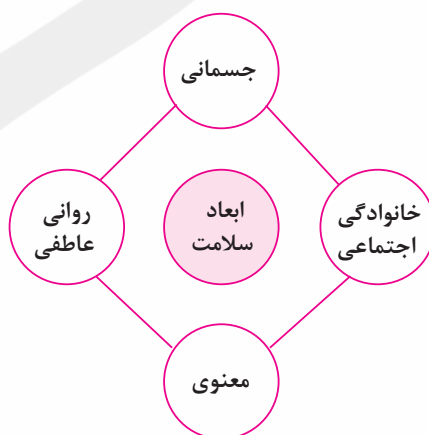 جسمانی
خانوادگی
اجتماعی
ابعاد
سلامت
روانی
عاطفی
معنوی